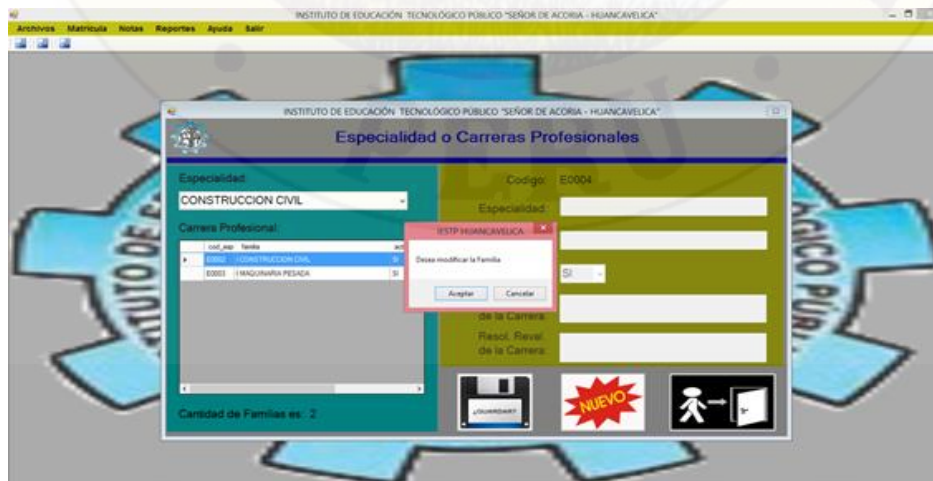 INSTITUTO DE EDUCACIÓN TECNOLÓGICO PÚBLICO "SEÑOR DE ACORIA - HUANCAVELICA"
Archivos Matricula Notas Reportes Ayuda Salir
INSTITUTO DE EDUCACIÓN TECNOLÓGICO PÚBLICO "SEÑOR DE ACORIA - HUANCAVELICA"
Especialidad o Carreras Profesionales
Especialidad:
CONSTRUCCION CIVIL
Carrera Profesional:
cod_esp familia act
E0002 I CONSTRUCCION CIVIL SI
E0003 I MAQUINARIA PESADA SI
Cantidad de Familias es: 2
Codigo: E0004
Especialidad:
SI
de la Carrera:
Resol. Reval.
de la Carrera:
IESTP HUANCAVELICA
Desea modificar la Familia
Aceptar Cancelar
¿GUARDAR?
NUEVO
PERU